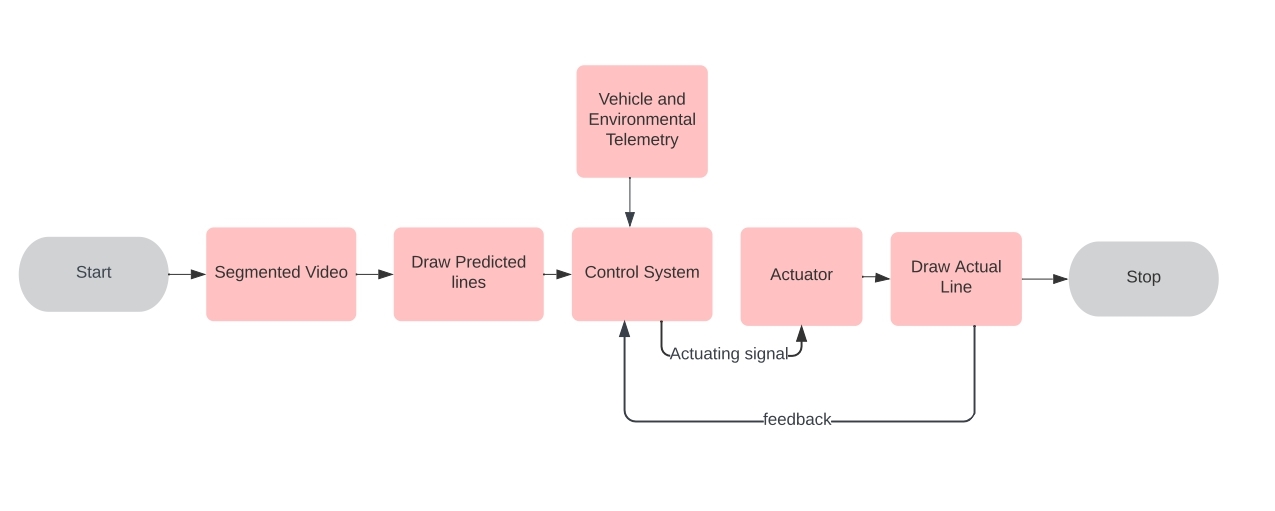 Vehicle and
Environmental
Telemetry
Start
Segmented Video
Draw Predicted
lines
Control System
Actuator
Draw Actual
Line
Stop
Actuating signal
feedback